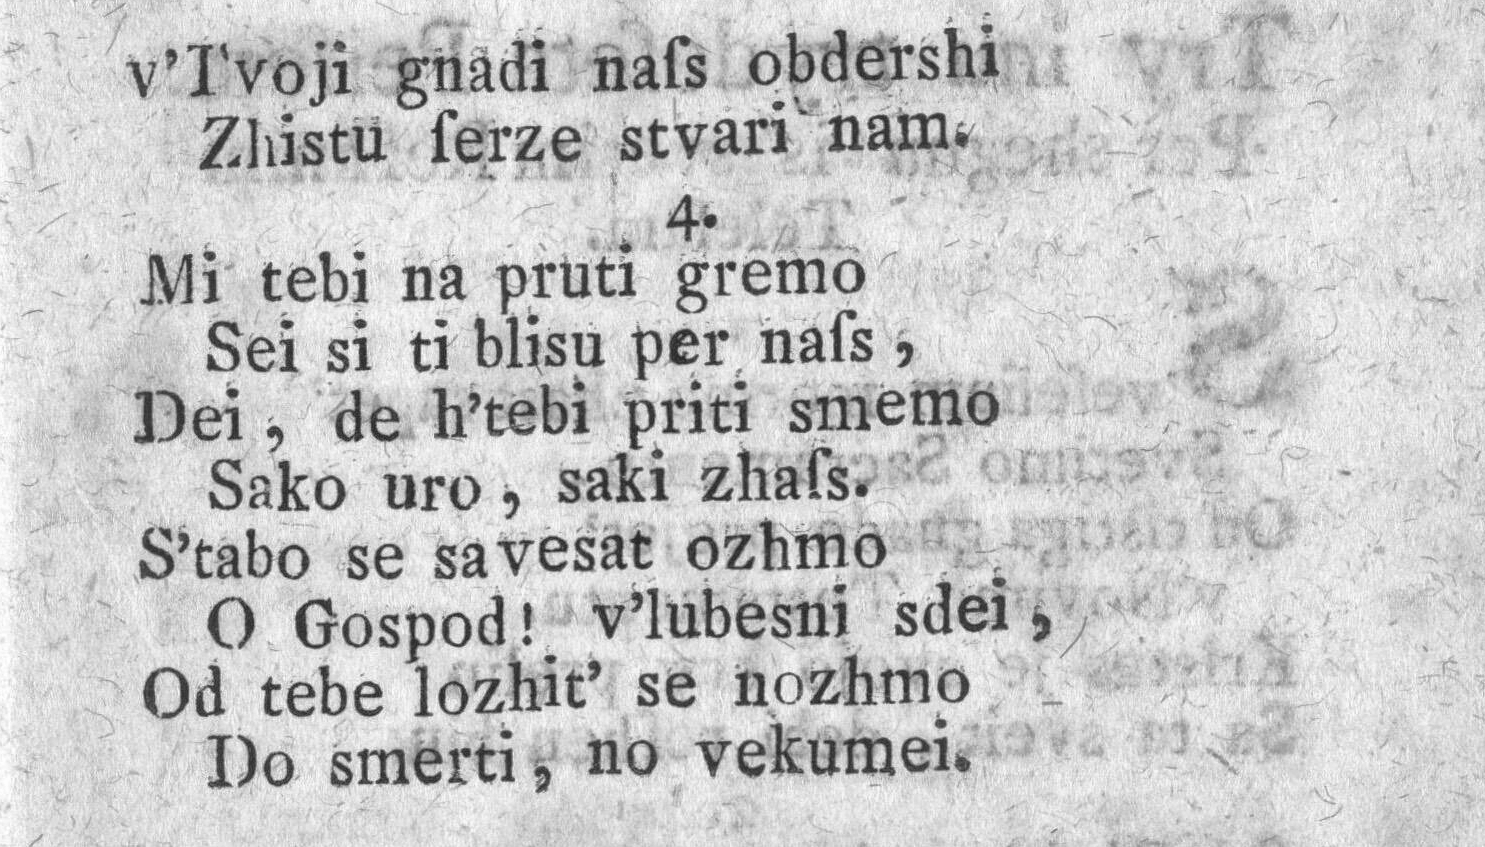 v'Tvoji gnadi naſs obdershi
Zhistu ſerze stvari nam.
4.
Mi tebi na pruti gremo
Sei si ti blisu per naſs,
Dei, de h'tebi priti smemo
Sako uro, saki zhaſs.
S'tabo se savesat ozhmo
O Gospod! v'lubesni sdei,
Od tebe lozhit' se nozhmo
Do smerti, no vekumei.